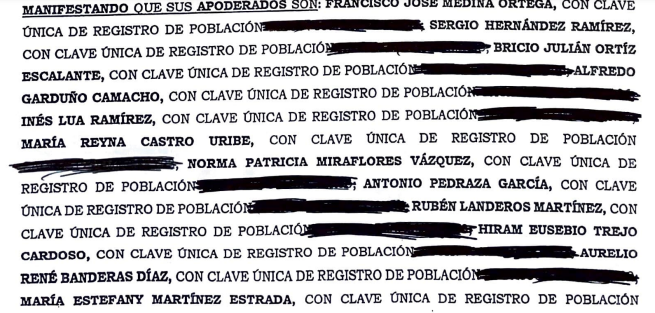 MANIFESTANDO QUE SUS APODERADOS SON: FRANCISCO JOSÉ MEDINA ORTEGA, CON CLAVE
ÚNICA DE REGISTRO DE POBLACIÓN ; SERGIO HERNÁNDEZ RAMÍREZ,
CON CLAVE ÚNICA DE REGISTRO DE POBLACIÓN ; BRICIO JULIÁN ORTÍZ
ESCALANTE, CON CLAVE ÚNICA DE REGISTRO DE POBLACIÓN ALFREDO
GARDUÑO CAMACHO, CON CLAVE ÚNICA DE REGISTRO DE POBLACIÓN
INÉS LUA RAMÍREZ, CON CLAVE ÚNICA DE REGISTRO DE POBLACIÓN
MARÍA REYNA CASTRO URIBE, CON CLAVE ÚNICA DE REGISTRO DE POBLACIÓN
; NORMA PATRICIA MIRAFLORES VÁZQUEZ, CON CLAVE ÚNICA DE
REGISTRO DE POBLACIÓN ; ANTONIO PEDRAZA GARCÍA, CON CLAVE
ÚNICA DE REGISTRO DE POBLACIÓN RUBÉN LANDEROS MARTÍNEZ, CON
CLAVE ÚNICA DE REGISTRO DE POBLACIÓN HIRAM EUSEBIO TREJO
CARDOSO, CON CLAVE ÚNICA DE REGISTRO DE POBLACIÓN AURELIO
RENÉ BANDERAS DÍAZ, CON CLAVE ÚNICA DE REGISTRO DE POBLACIÓN
MARÍA ESTEFANY MARTÍNEZ ESTRADA, CON CLAVE ÚNICA DE REGISTRO DE POBLACIÓN